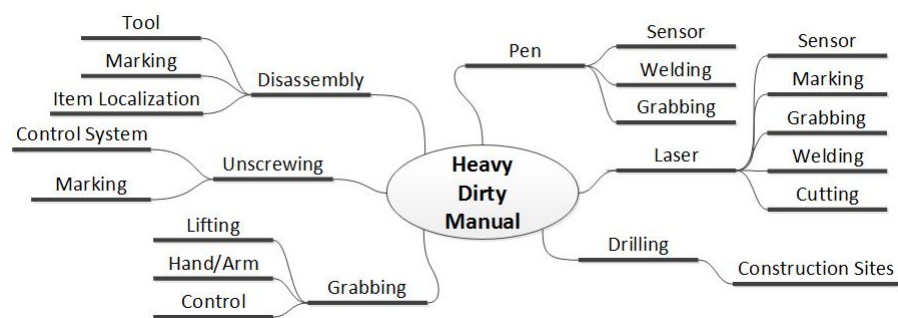 Heavy
Dirty
Manual
Pen
Sensor
Welding
Grabbing
Laser
Sensor
Marking
Grabbing
Welding
Cutting
Drilling
Construction Sites
Disassembly
Tool
Marking
Item Localization
Unscrewing
Control System
Marking
Grabbing
Lifting
Hand/Arm
Control